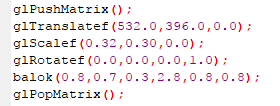 glPushMatrix();
glTranslatef(532.0,396.0,0.0);
glScalef(0.32,0.30,0.0);
glRotatef(0.0,0.0,0.0,1.0);
balok(0.8,0.7,0.3,2.8,0.8,0.8);
glPopMatrix();